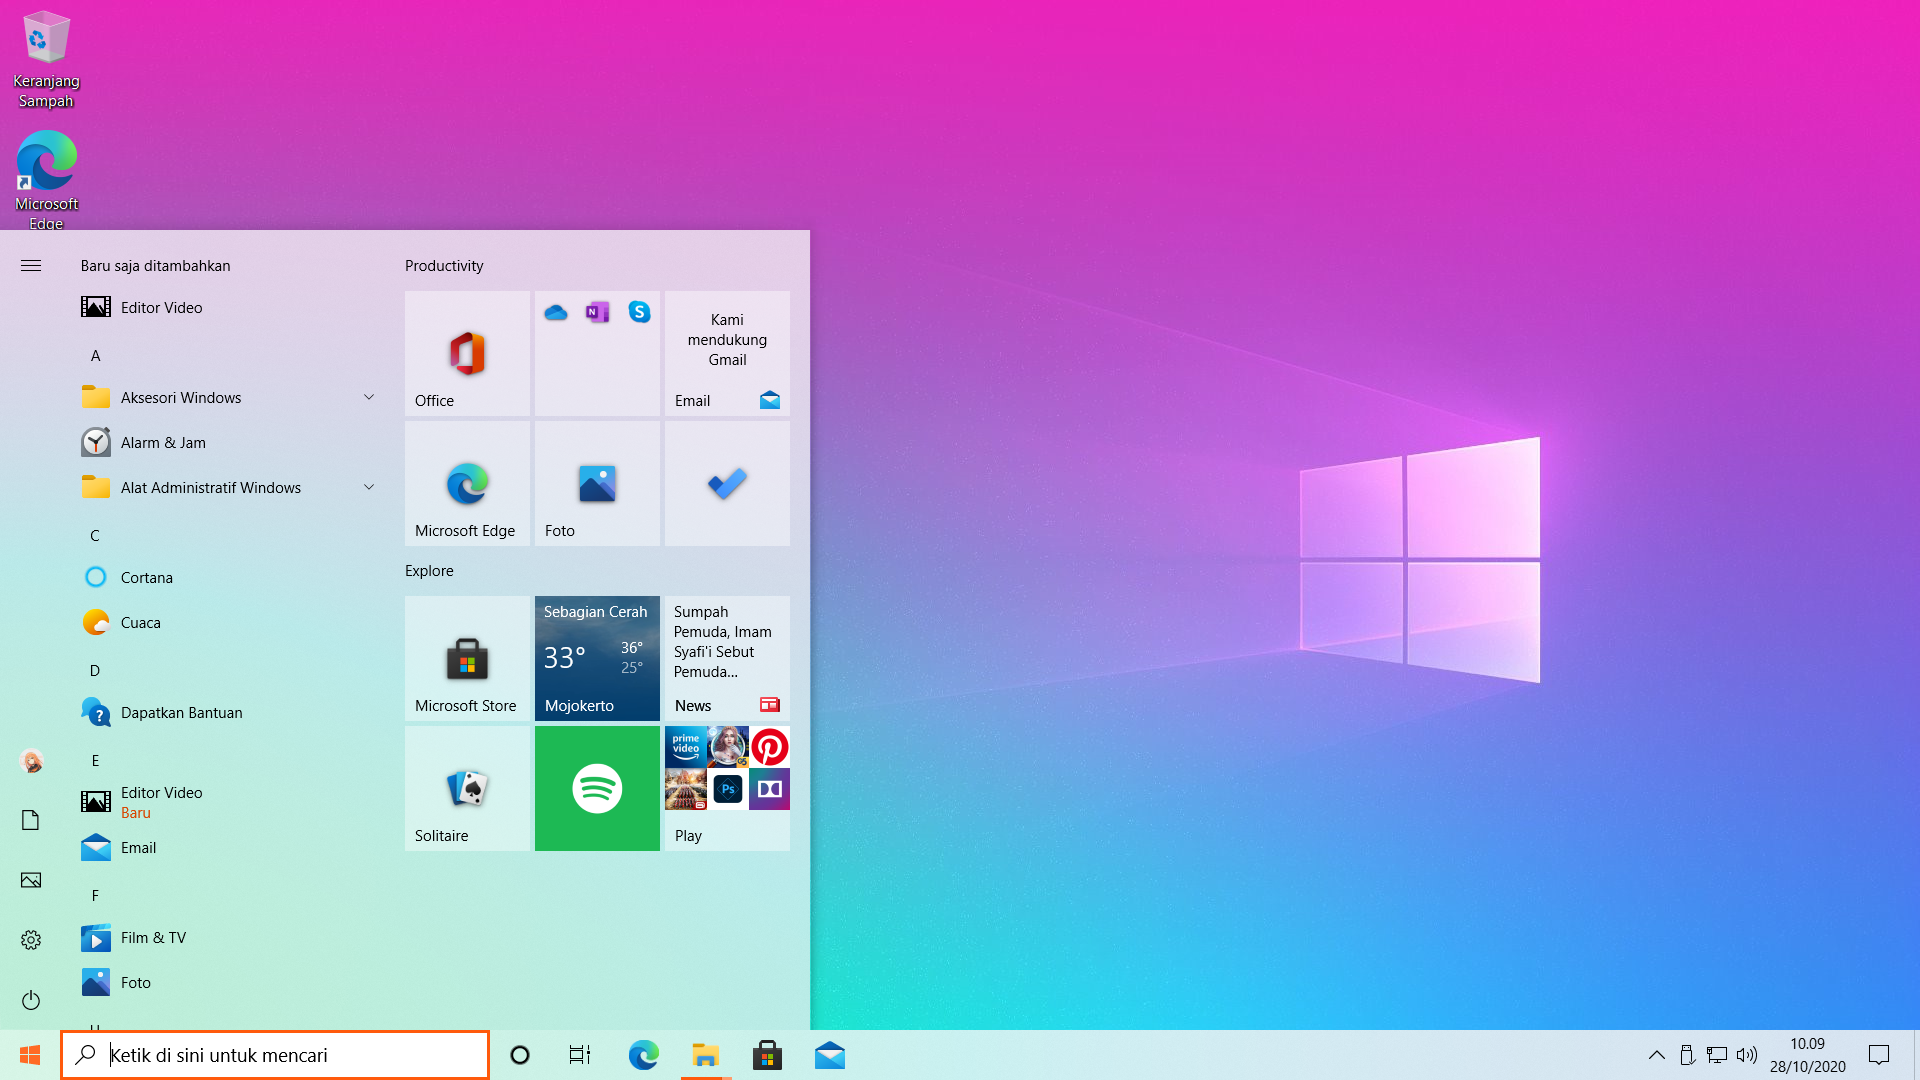 Keranjang
Sampah
Microsoft
Edge
Baru saja ditambahkan
Editor Video
A
Aksesori Windows
Alarm & Jam
Alat Administratif Windows
C
Cortana
Cuaca
D
Dapatkan Bantuan
E
Editor Video
Baru
Email
F
Film & TV
Foto
Productivity
Office
N
S
Kami
mendukung
Gmail
Email
Microsoft Edge
Foto
Explore
Microsoft Store
Sebagian Cerah
33°
36°
25°
Mojokerto
Sumpah
Pemuda, Imam
Syafi'i Sebut
Pemuda...
News
Solitaire
prime
video
G5
Ps
Play
Ketik di sini untuk mencari
10.09
28/10/2020